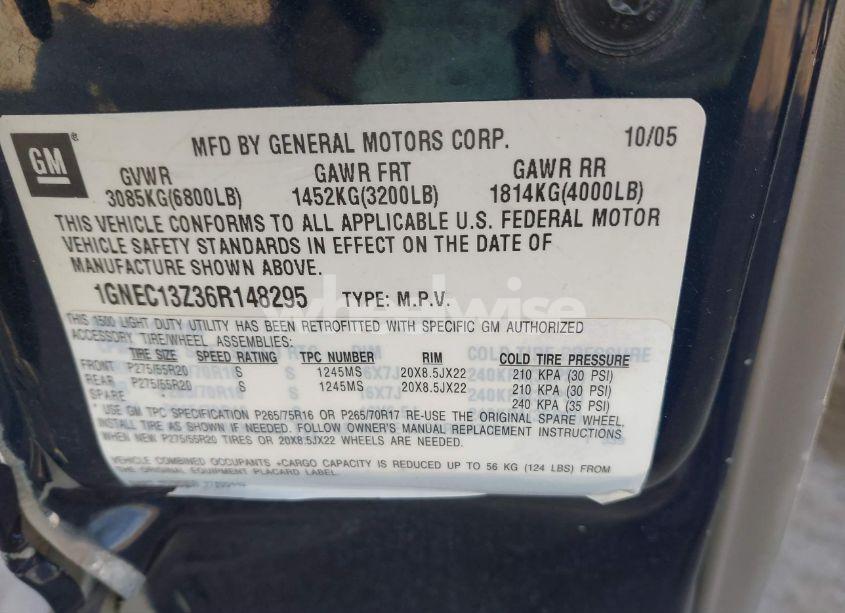 GM
MFD BY GENERAL MOTORS CORP. 10/05
GVWR GAWR FRT GAWR RR
3085KG(6800LB) 1452KG(3200LB) 1814KG(4000LB)
THIS VEHICLE CONFORMS TO ALL APPLICABLE U.S. FEDERAL MOTOR
VEHICLE SAFETY STANDARDS IN EFFECT ON THE DATE OF
MANUFACTURE SHOWN ABOVE.
1GNEC13Z36R148295 TYPE: M.P.V.
wheelwise
THIS 1500 LIGHT DUTY UTILITY HAS BEEN RETROFITTED WITH SPECIFIC GM AUTHORIZED
ACCESSORY TIRE/WHEEL ASSEMBLIES:
TIRE SIZE SPEED RATING TPC NUMBER RIM COLD TIRE PRESSURE
FRONT P275/55R20 S 1245MS 20X8.5JX22 210 KPA (30 PSI)
REAR P275/55R20 S 1245MS 20X8.5JX22 210 KPA (30 PSI)
SPARE * 240 KPA (35 PSI)
* USE GM TPC SPECIFICATION P265/75R16 OR P265/70R17 RE-USE THE ORIGINAL SPARE WHEEL.
INSTALL TIRE AS SHOWN IF NEEDED. FOLLOW OWNER'S MANUAL REPLACEMENT INSTRUCTIONS
WHEN NEW P275/55R20 TIRES OR 20X8.5JX22 WHEELS ARE NEEDED.
VEHICLE COMBINED OCCUPANTS +CARGO CAPACITY IS REDUCED UP TO 56 KG (124 LBS) FROM
THE ORIGINAL EQUIPMENT PLACARD LABEL.